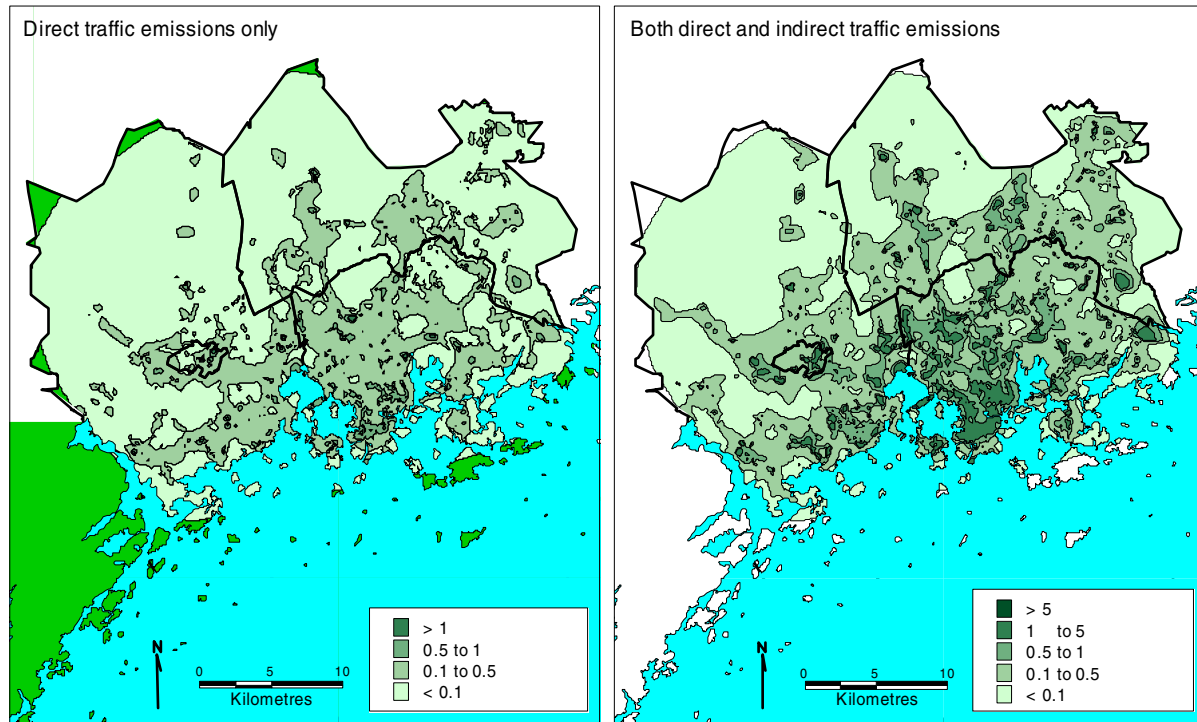 Direct traffic emissions only
> 1
0.5 to 1
0.1 to 0.5
< 0.1
N
0 5 10
Kilometres
Both direct and indirect traffic emissions
> 5
1 to 5
0.5 to 1
0.1 to 0.5
< 0.1
N
0 5 10
Kilometres